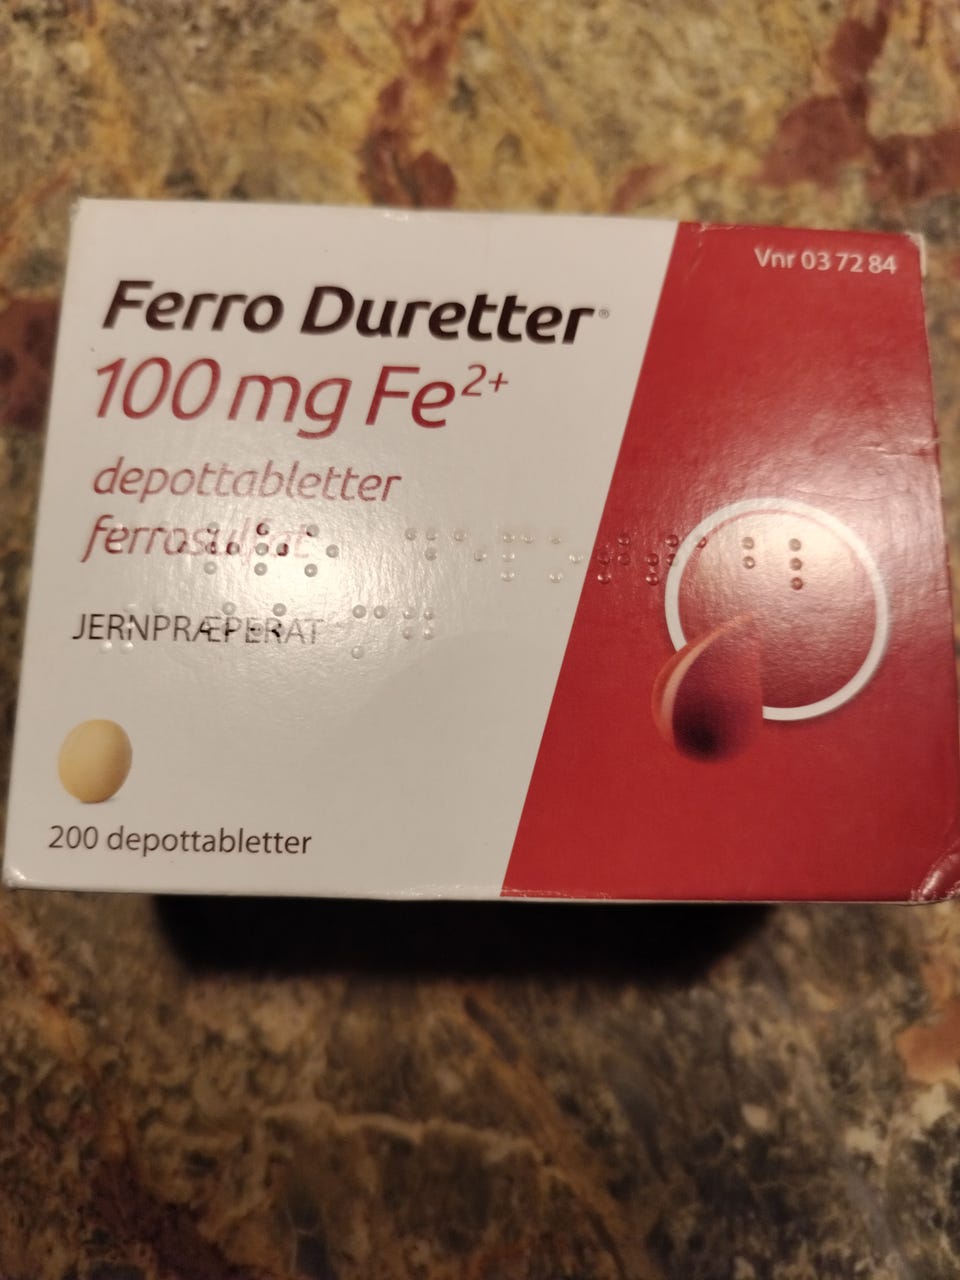 Vnr 03 72 84
Ferro Duretter®
100 mg Fe²⁺
depottabletter
ferrosulfat
JERNPRÆPERAT
200 depottabletter